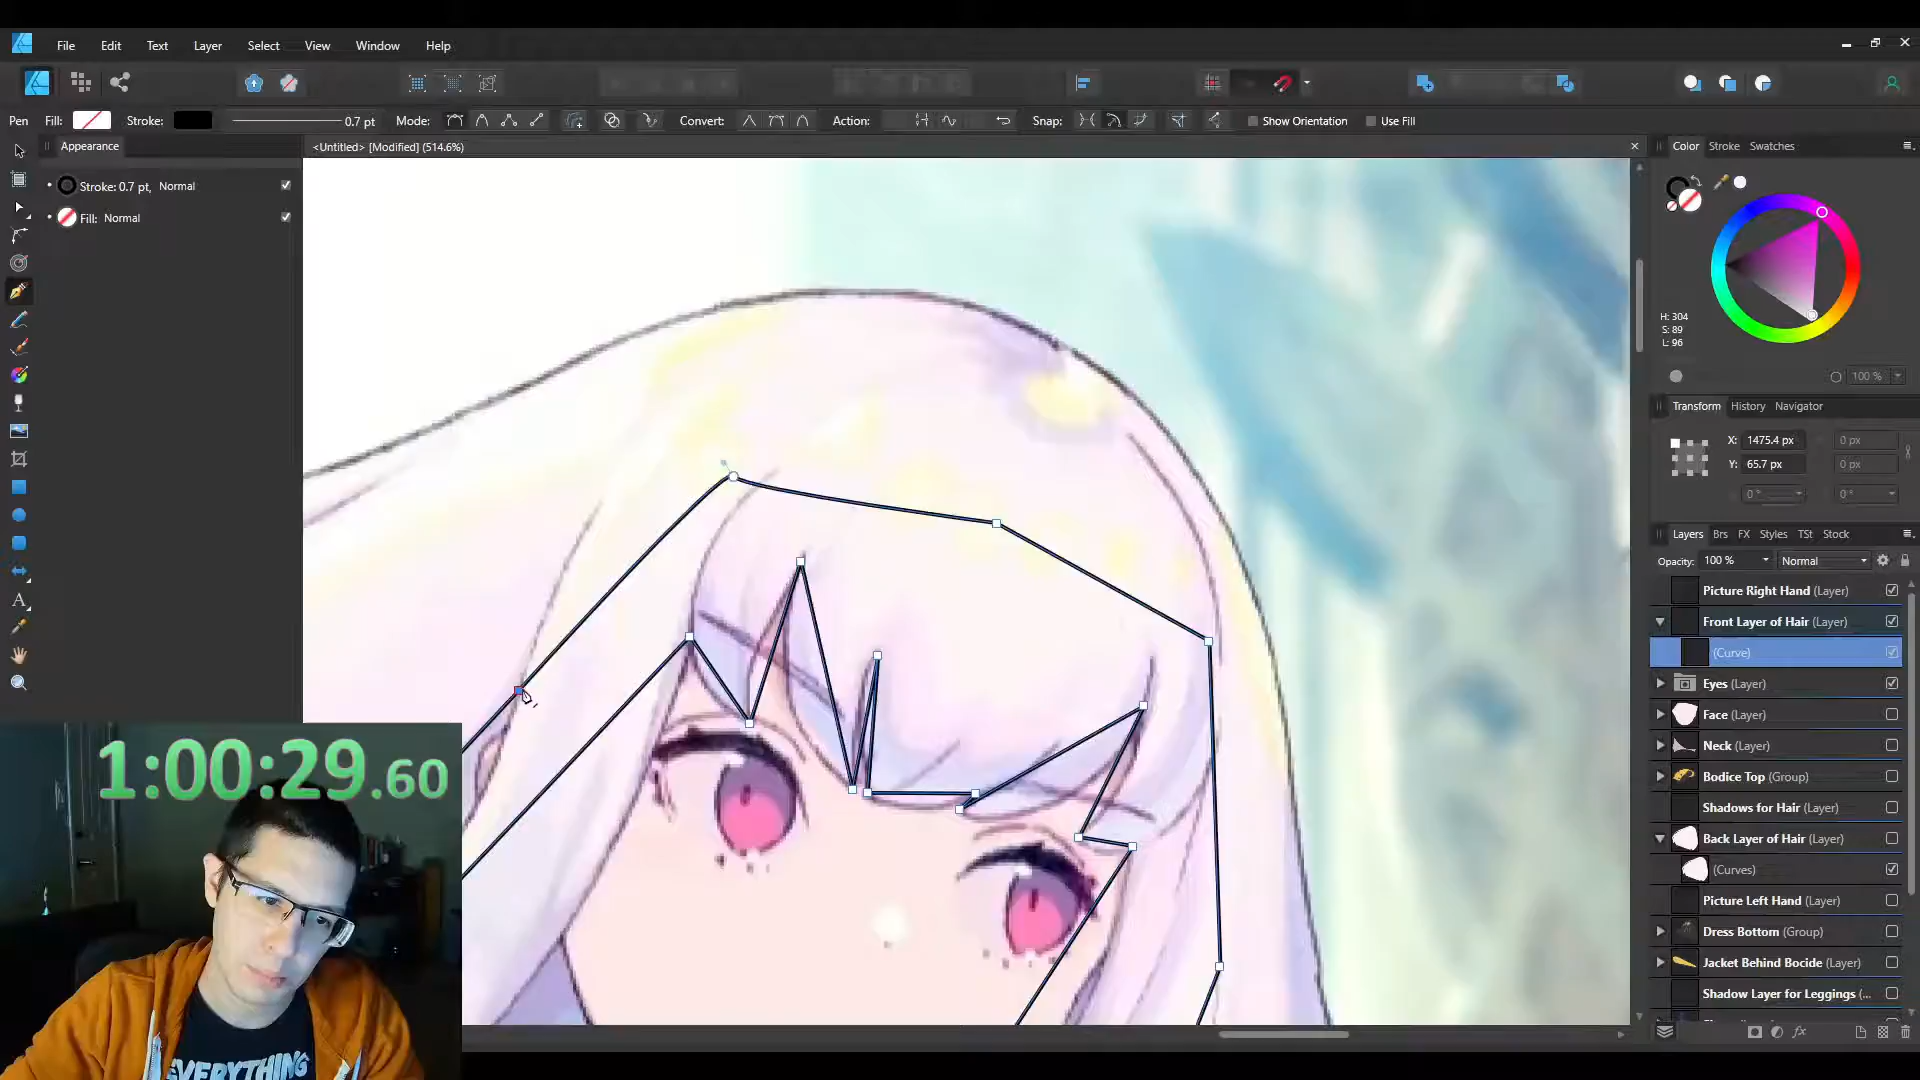 File Edit Text Layer Select View Window Help
Pen Fill: Stroke: 0.7 pt Mode: Convert: Action: Snap: Show Orientation Use Fill
Appearance
<Untitled> [Modified] (514.6%)
Color Stroke Swatches
Stroke: 0.7 pt, Normal
Fill: Normal
H: 304
S: 89
L: 96
100 %
Transform History Navigator
X: 1475.4 px 0 px
Y: 65.7 px 0 px
0 ° 0 °
Layers Brs FX Styles TSt Stock
Opacity: 100 % Normal
Picture Right Hand (Layer)
Front Layer of Hair (Layer)
(Curve)
Eyes (Layer)
Face (Layer)
Neck (Layer)
Bodice Top (Group)
Shadows for Hair (Layer)
Back Layer of Hair (Layer)
(Curves)
Picture Left Hand (Layer)
Dress Bottom (Group)
Jacket Behind Bocide (Layer)
Shadow Layer for Leggings (...
1:00:29.60
EVERYTHING